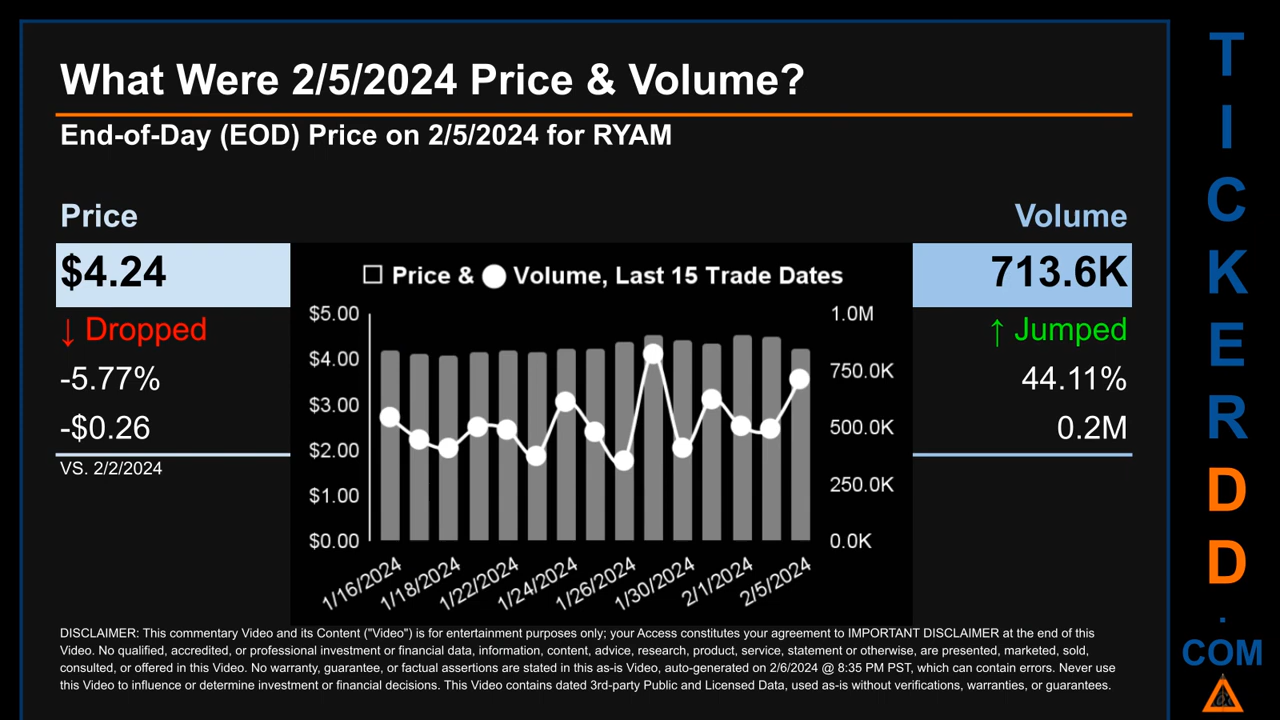 What Were 2/5/2024 Price & Volume?
End-of-Day (EOD) Price on 2/5/2024 for RYAM
Price
$4.24
↓ Dropped
-5.77%
-$0.26
VS. 2/2/2024
Price & Volume, Last 15 Trade Dates
$5.00
$4.00
$3.00
$2.00
$1.00
$0.00
1.0M
750.0K
500.0K
250.0K
0.0K
1/16/2024
1/18/2024
1/22/2024
1/24/2024
1/26/2024
1/30/2024
2/1/2024
2/5/2024
Volume
713.6K
↑ Jumped
44.11%
0.2M
DISCLAIMER: This commentary Video and its Content ("Video") is for entertainment purposes only; your Access constitutes your agreement to IMPORTANT DISCLAIMER at the end of this
Video. No qualified, accredited, or professional investment or financial data, information, content, advice, research, product, service, statement or otherwise, are presented, marketed, sold,
consulted, or offered in this Video. No warranty, guarantee, or factual assertions are stated in this as-is Video, auto-generated on 2/6/2024 @ 8:35 PM PST, which can contain errors. Never use
this Video to influence or determine investment or financial decisions. This Video contains dated 3rd-party Public and Licensed Data, used as-is without verifications, warranties, or guarantees.
T
I
C
K
E
R
D
D
.
COM